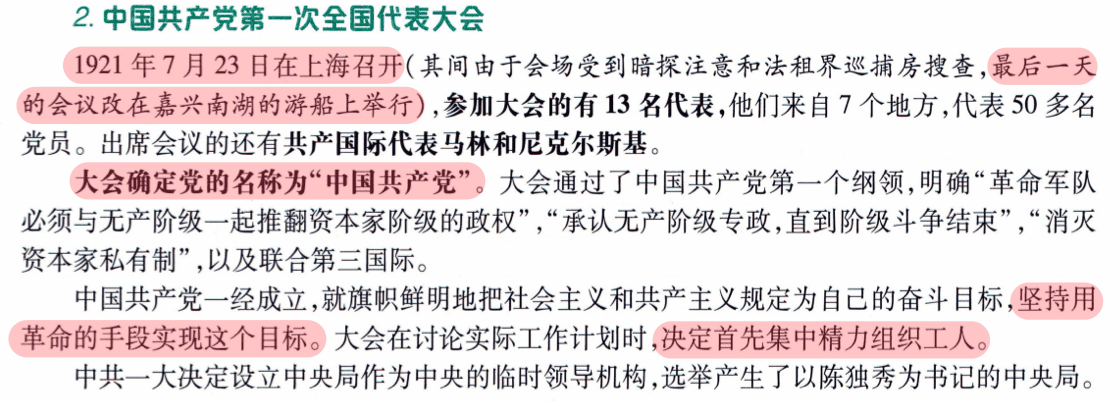 2. 中国共产党第一次全国代表大会
1921 年 7 月 23 日在上海召开(其间由于会场受到暗探注意和法租界巡捕房搜查,最后一天
的会议改在嘉兴南湖的游船上举行),参加大会的有 13 名代表,他们来自 7 个地方,代表 50 多名
党员。出席会议的还有共产国际代表马林和尼克尔斯基。
大会确定党的名称为“中国共产党”。大会通过了中国共产党第一个纲领,明确“革命军队
必须与无产阶级一起推翻资本家阶级的政权”,“承认无产阶级专政,直到阶级斗争结束”,“消灭
资本家私有制”,以及联合第三国际。
中国共产党一经成立,就旗帜鲜明地把社会主义和共产主义规定为自己的奋斗目标,坚持用
革命的手段实现这个目标。大会在讨论实际工作计划时,决定首先集中精力组织工人。
中共一大决定设立中央局作为中央的临时领导机构,选举产生了以陈独秀为书记的中央局。